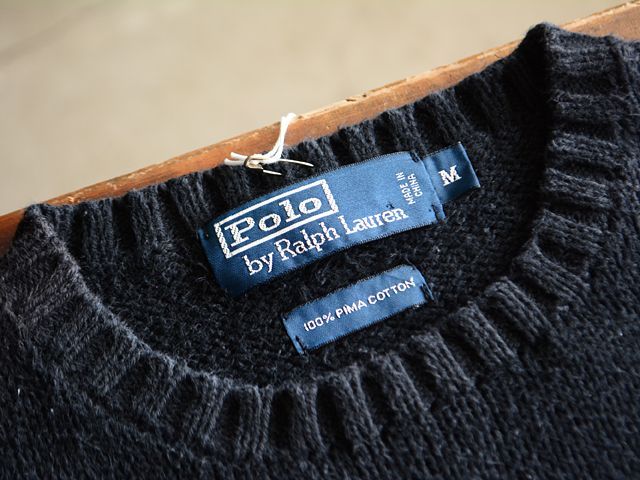 Polo
by Ralph Lauren
MADE IN
CHINA
M
100% PIMA COTTON